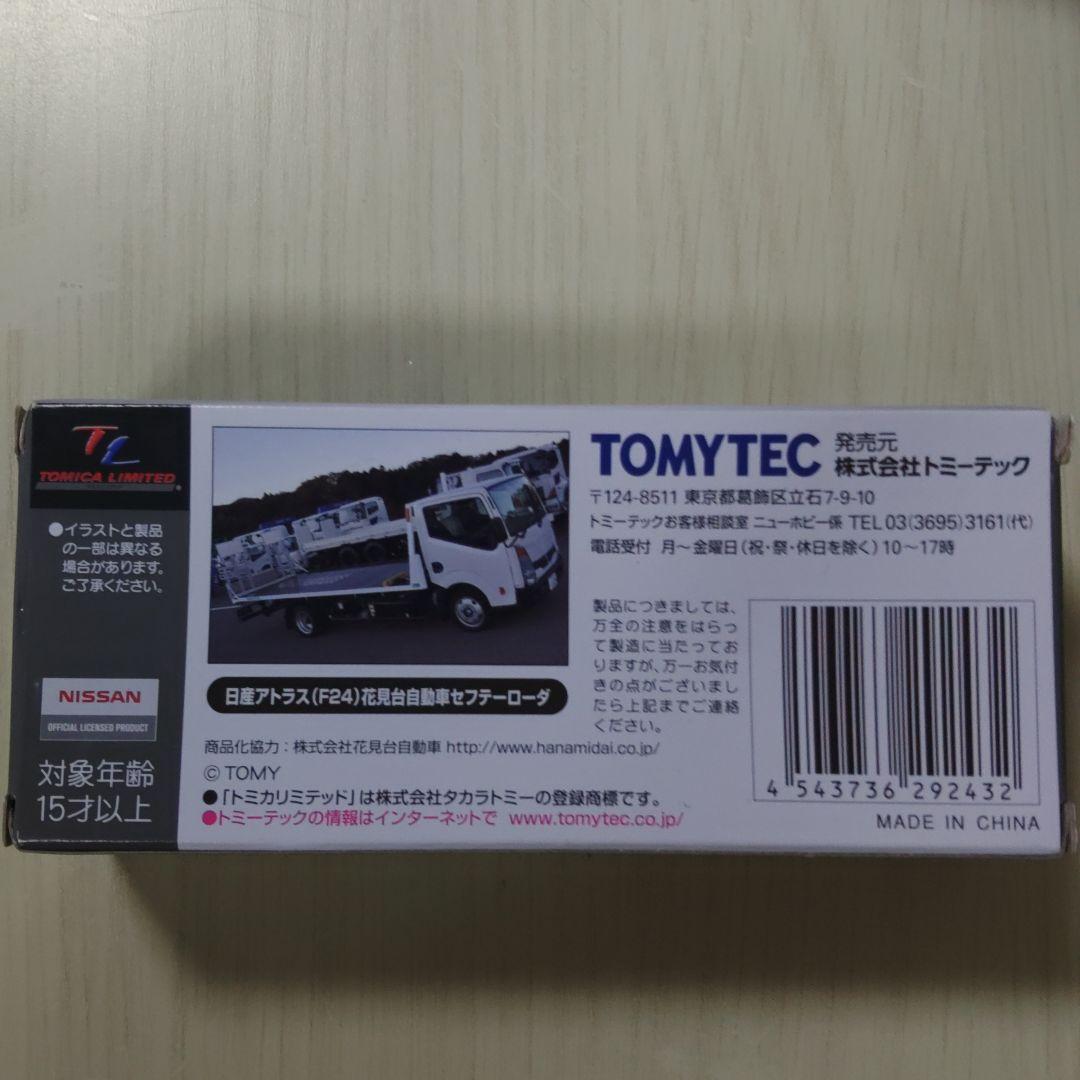 TL
TOMICA LIMITED
●イラストと製品
の一部は異なる
場合があります。
ご了承ください。
NISSAN
OFFICIAL LICENSED PRODUCT
対象年齢
15才以上
日産アトラス(F24)花見台自動車セフテーローダ
商品化協力：株式会社花見台自動車 http://www.hanamidai.co.jp/
© TOMY
●「トミカリミテッド」は株式会社タカラトミーの登録商標です。
●トミーテックの情報はインターネットで www.tomytec.co.jp/
TOMYTEC 発売元
株式会社トミーテック
〒124-8511 東京都葛飾区立石7-9-10
トミーテックお客様相談室 ニューホビー係 TEL 03(3695)3161(代)
電話受付 月〜金曜日(祝・祭・休日を除く)10〜17時
製品につきましては、
万全の注意をはらっ
て製造に当たってお
りますが、万一お気付
きの点がございまし
たら上記までご連絡
ください。
4 543736 292432
MADE IN CHINA